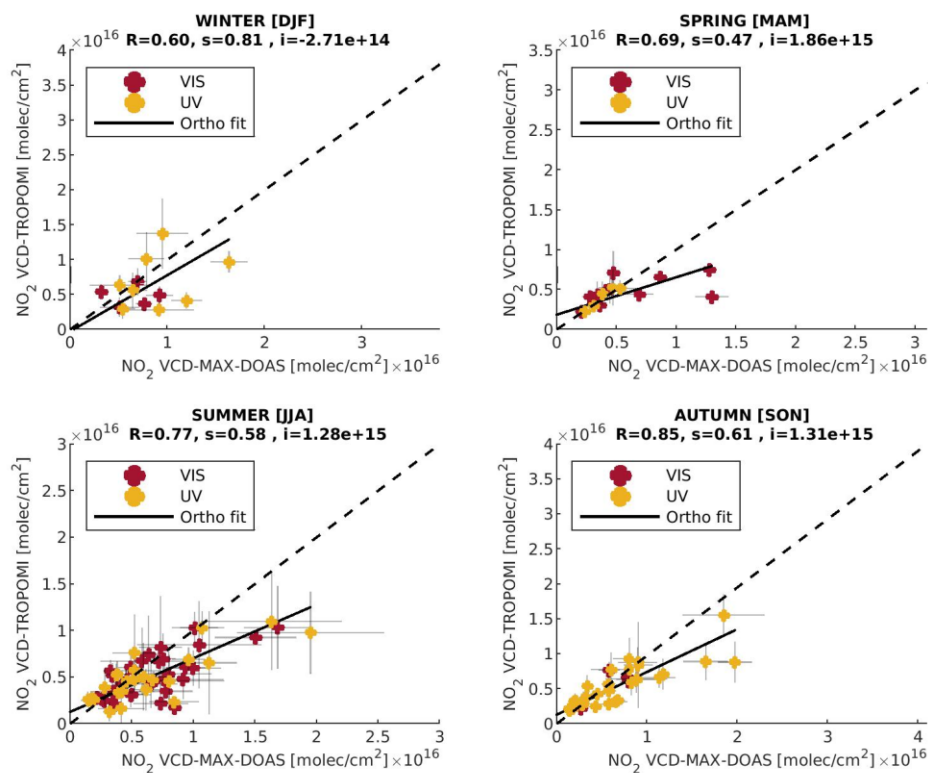 WINTER [DJF]
R=0.60, s=0.81 , i=-2.71e+14
×10^16
4
3.5
3
2.5
2
1.5
1
0.5
0
NO2 VCD-TROPOMI [molec/cm2]
VIS
UV
Ortho fit
0 1 2 3
NO2 VCD-MAX-DOAS [molec/cm2] ×10^16
SPRING [MAM]
R=0.69, s=0.47 , i=1.86e+15
×10^16
3.5
3
2.5
2
1.5
1
0.5
0
NO2 VCD-TROPOMI [molec/cm2]
VIS
UV
Ortho fit
0 0.5 1 1.5 2 2.5 3
NO2 VCD-MAX-DOAS [molec/cm2] ×10^16
SUMMER [JJA]
R=0.77, s=0.58 , i=1.28e+15
×10^16
3
2.5
2
1.5
1
0.5
0
NO2 VCD-TROPOMI [molec/cm2]
VIS
UV
Ortho fit
0 0.5 1 1.5 2 2.5 3
NO2 VCD-MAX-DOAS [molec/cm2] ×10^16
AUTUMN [SON]
R=0.85, s=0.61 , i=1.31e+15
×10^16
4
3.5
3
2.5
2
1.5
1
0.5
0
NO2 VCD-TROPOMI [molec/cm2]
VIS
UV
Ortho fit
0 1 2 3 4
NO2 VCD-MAX-DOAS [molec/cm2] ×10^16